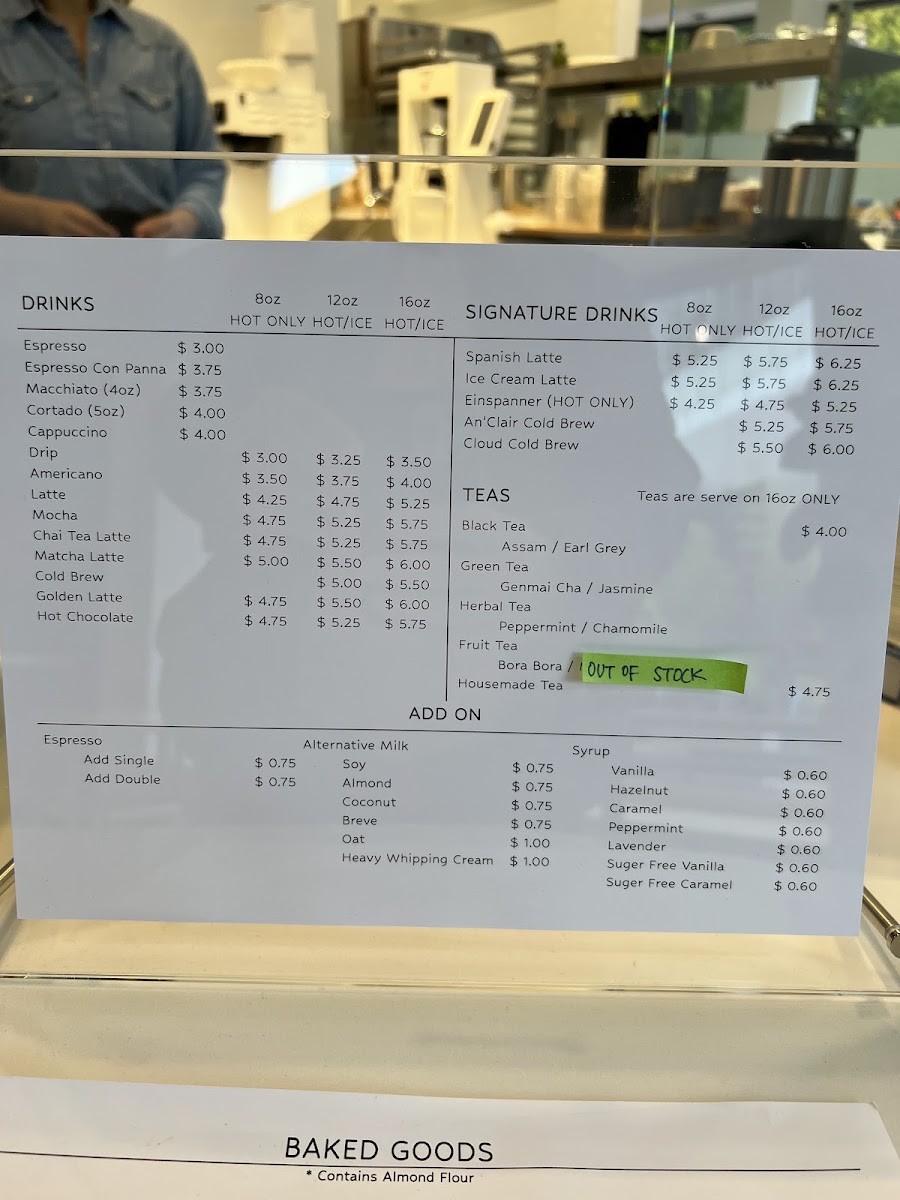 DRINKS 8oz 12oz 16oz
HOT ONLY HOT/ICE HOT/ICE
Espresso $ 3.00
Espresso Con Panna $ 3.75
Macchiato (4oz) $ 3.75
Cortado (5oz) $ 4.00
Cappuccino $ 4.00
Drip $ 3.00 $ 3.25 $ 3.50
Americano $ 3.50 $ 3.75 $ 4.00
Latte $ 4.25 $ 4.75 $ 5.25
Mocha $ 4.75 $ 5.25 $ 5.75
Chai Tea Latte $ 4.75 $ 5.25 $ 5.75
Matcha Latte $ 5.00 $ 5.50 $ 6.00
Cold Brew $ 5.00 $ 5.50
Golden Latte $ 4.75 $ 5.50 $ 6.00
Hot Chocolate $ 4.75 $ 5.25 $ 5.75
SIGNATURE DRINKS 8oz 12oz 16oz
HOT ONLY HOT/ICE HOT/ICE
Spanish Latte $ 5.25 $ 5.75 $ 6.25
Ice Cream Latte $ 5.25 $ 5.75 $ 6.25
Einspanner (HOT ONLY) $ 4.25 $ 4.75 $ 5.25
An'Clair Cold Brew $ 5.25 $ 5.75
Cloud Cold Brew $ 5.50 $ 6.00
TEAS Teas are serve on 16oz ONLY
Black Tea $ 4.00
Assam / Earl Grey
Green Tea
Genmai Cha / Jasmine
Herbal Tea
Peppermint / Chamomile
Fruit Tea
Bora Bora / OUT OF STOCK
Housemade Tea $ 4.75
ADD ON
Espresso
Add Single $ 0.75
Add Double $ 0.75
Alternative Milk
Soy $ 0.75
Almond $ 0.75
Coconut $ 0.75
Breve $ 0.75
Oat $ 1.00
Heavy Whipping Cream $ 1.00
Syrup
Vanilla $ 0.60
Hazelnut $ 0.60
Caramel $ 0.60
Peppermint $ 0.60
Lavender $ 0.60
Suger Free Vanilla $ 0.60
Suger Free Caramel $ 0.60
BAKED GOODS
* Contains Almond Flour